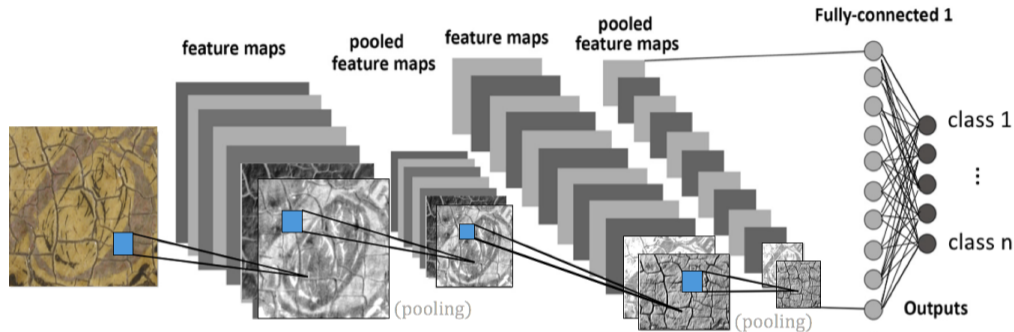 Fully-connected 1
feature maps
pooled
feature maps
feature maps
pooled
feature maps
class 1
⋮
class n
(pooling)
(pooling)
Outputs